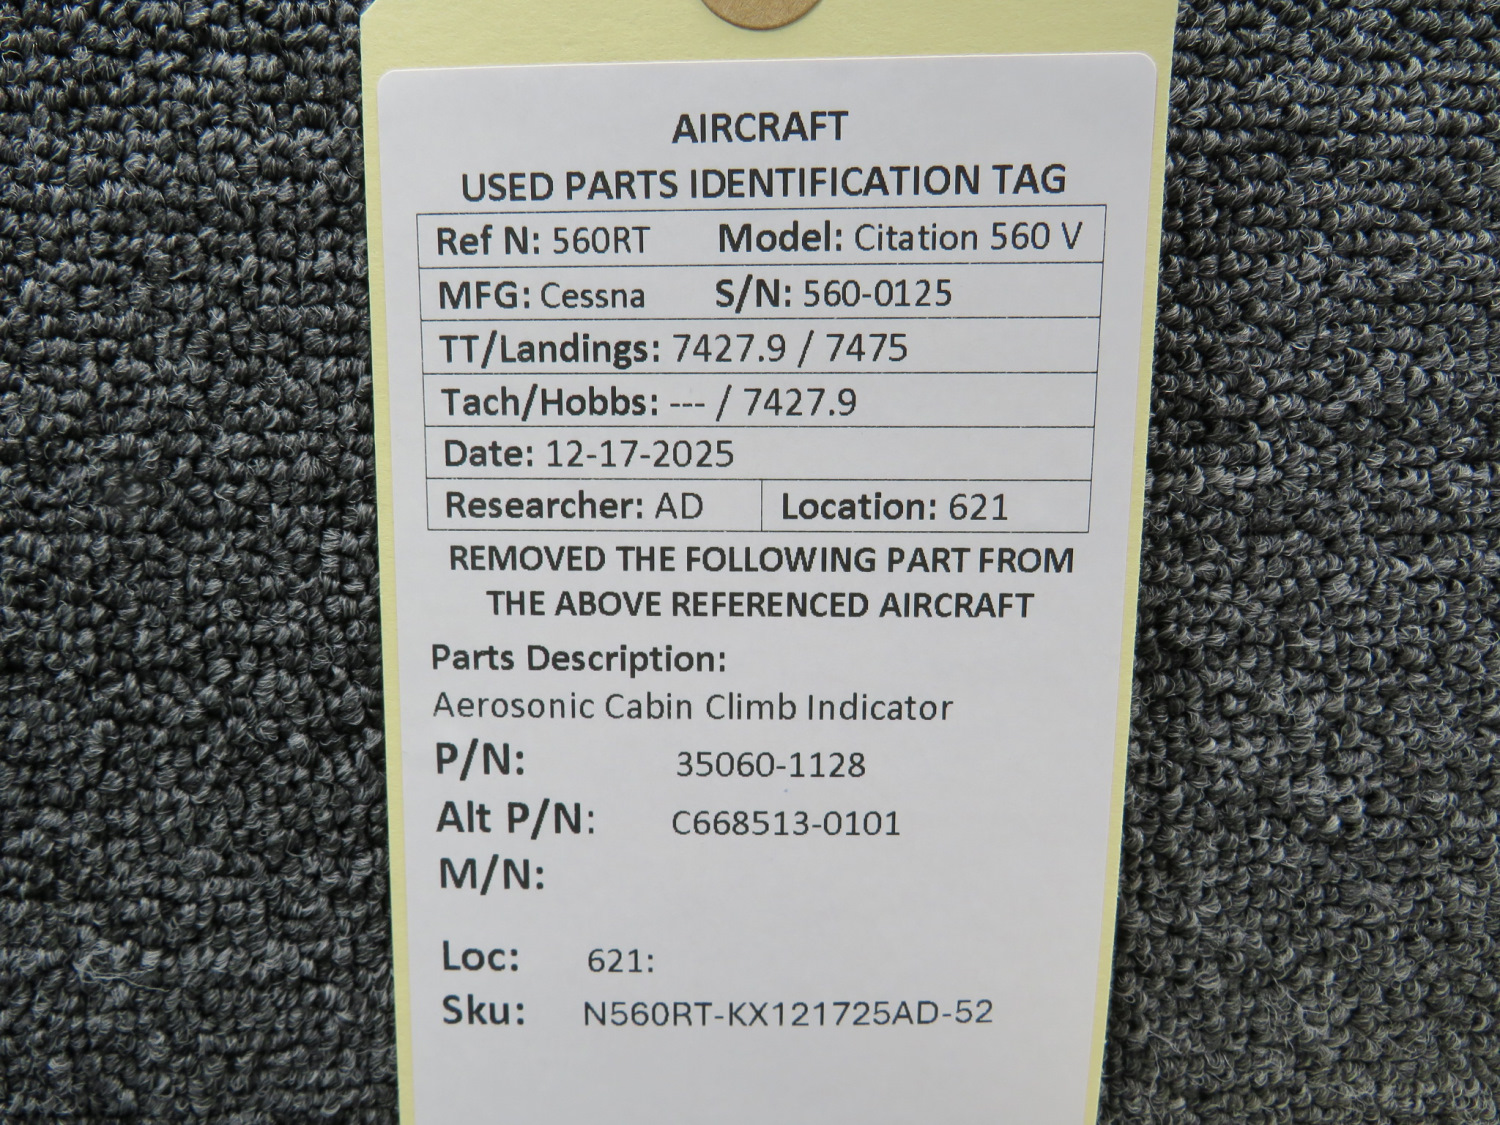 AIRCRAFT
USED PARTS IDENTIFICATION TAG
Ref N: 560RT Model: Citation 560 V
MFG: Cessna S/N: 560-0125
TT/Landings: 7427.9 / 7475
Tach/Hobbs: --- / 7427.9
Date: 12-17-2025
Researcher: AD Location: 621
REMOVED THE FOLLOWING PART FROM
THE ABOVE REFERENCED AIRCRAFT
Parts Description:
Aerosonic Cabin Climb Indicator
P/N: 35060-1128
Alt P/N: C668513-0101
M/N:
Loc: 621:
Sku: N560RT-KX121725AD-52